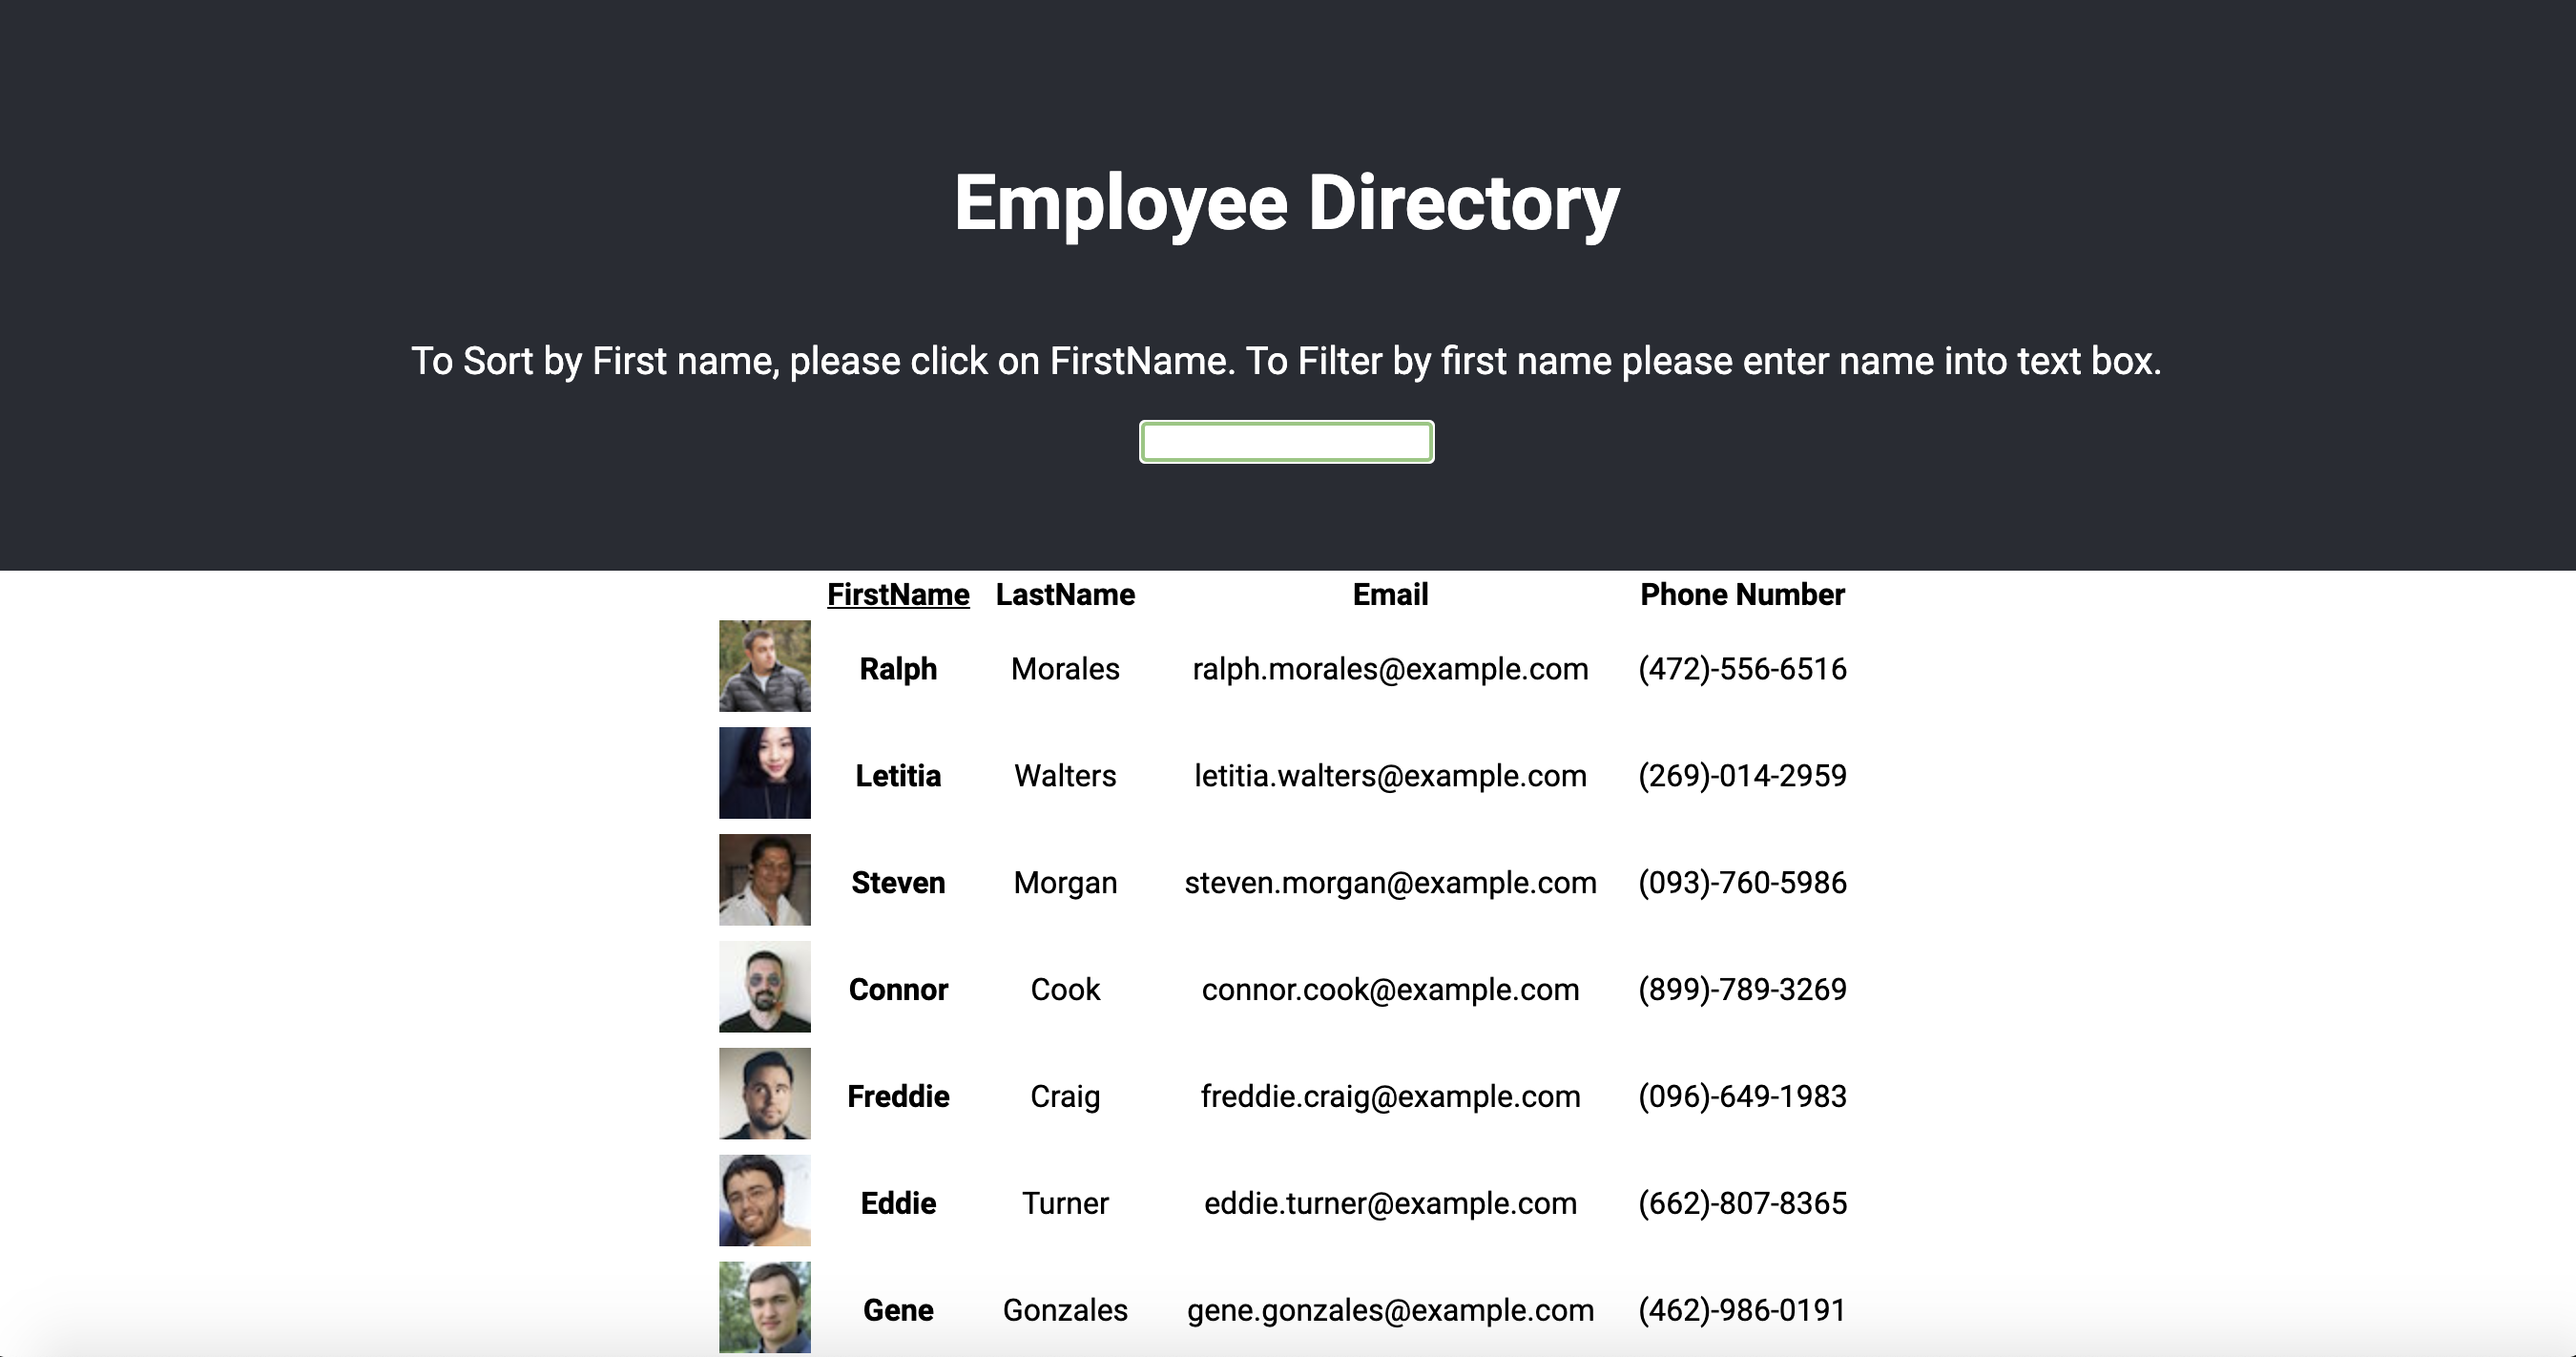 Employee Directory
To Sort by First name, please click on FirstName. To Filter by first name please enter name into text box.
FirstName LastName Email Phone Number
Ralph Morales ralph.morales@example.com (472)-556-6516
Letitia Walters letitia.walters@example.com (269)-014-2959
Steven Morgan steven.morgan@example.com (093)-760-5986
Connor Cook connor.cook@example.com (899)-789-3269
Freddie Craig freddie.craig@example.com (096)-649-1983
Eddie Turner eddie.turner@example.com (662)-807-8365
Gene Gonzales gene.gonzales@example.com (462)-986-0191